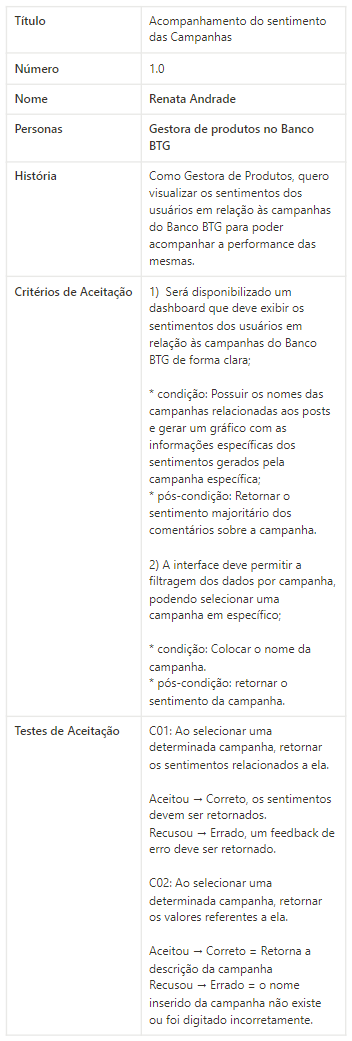 Título
Acompanhamento do sentimento
das Campanhas
Número
1.0
Nome
Renata Andrade
Personas
Gestora de produtos no Banco
BTG
História
Como Gestora de Produtos, quero
visualizar os sentimentos dos
usuários em relação às campanhas
do Banco BTG para poder
acompanhar a performance das
mesmas.
Critérios de Aceitação
1)  Será disponibilizado um
dashboard que deve exibir os
sentimentos dos usuários em
relação às campanhas do Banco
BTG de forma clara;
* condição: Possuir os nomes das
campanhas relacionadas aos posts
e gerar um gráfico com as
informações específicas dos
sentimentos gerados pela
campanha específica;
* pós-condição: Retornar o
sentimento majoritário dos
comentários sobre a campanha.
2) A interface deve permitir a
filtragem dos dados por campanha,
podendo selecionar uma
campanha em específico;
* condição: Colocar o nome da
campanha.
* pós-condição: retornar o
sentimento da campanha.
Testes de Aceitação
C01: Ao selecionar uma
determinada campanha, retornar
os sentimentos relacionados a ela.
Aceitou → Correto, os sentimentos
devem ser retornados.
Recusou → Errado, um feedback de
erro deve ser retornado.
C02: Ao selecionar uma
determinada campanha, retornar
os valores referentes a ela.
Aceitou → Correto = Retorna a
descrição da campanha
Recusou → Errado = o nome
inserido da campanha não existe
ou foi digitado incorretamente.